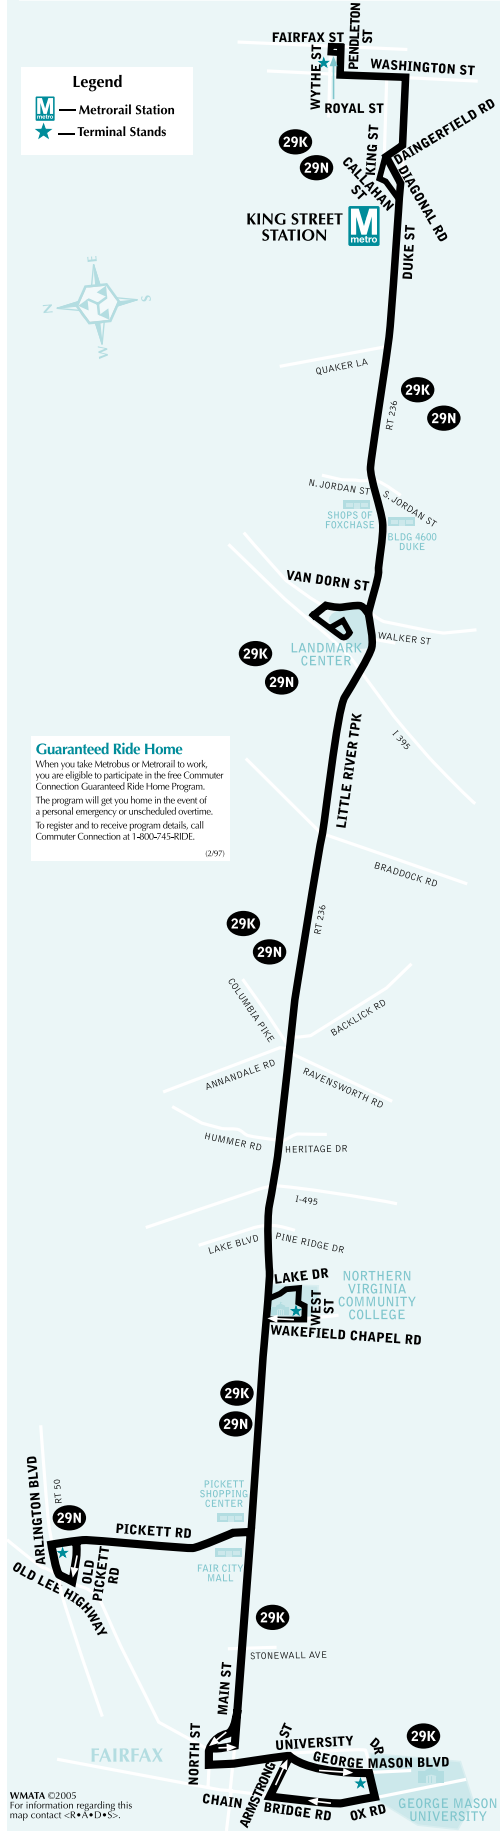 FAIRFAX ST
PENDLETON
ST
WYTHE ST
WASHINGTON ST
ROYAL ST
Legend
M
metro
Metrorail Station
Terminal Stands
KING ST
DAINGERFIELD RD
29K
29N
CALLAHAN
ST
DIAGONAL RD
KING STREET
STATION
M
metro
DUKE ST
E
N
S
W
QUAKER LA
29K
RT 236
29N
N. JORDAN ST
S. JORDAN ST
SHOPS OF
FOXCHASE
BLDG 4600
DUKE
VAN DORN ST
WALKER ST
29K
LANDMARK
CENTER
29N
I 395
LITTLE RIVER TPK
Guaranteed Ride Home
When you take Metrobus or Metrorail to work,
you are eligible to participate in the free Commuter
Connection Guaranteed Ride Home Program.
The program will get you home in the event of
a personal emergency or unscheduled overtime.
To register and to receive program details, call
Commuter Connection at 1-800-745-RIDE.
(2/97)
BRADDOCK RD
29K
RT 236
29N
COLUMBIA PIKE
BACKLICK RD
ANNANDALE RD
RAVENSWORTH RD
HUMMER RD
HERITAGE DR
I-495
LAKE BLVD
PINE RIDGE DR
LAKE DR
NORTHERN
VIRGINIA
COMMUNITY
COLLEGE
WEST
ST
WAKEFIELD CHAPEL RD
29K
29N
ARLINGTON BLVD
RT 50
PICKETT
SHOPPING
CENTER
29N
PICKETT RD
OLD
PICKETT
RD
OLD LEE HIGHWAY
FAIR CITY
MALL
29K
STONEWALL AVE
MAIN ST
NORTH ST
FAIRFAX
UNIVERSITY
DR
29K
GEORGE MASON BLVD
ARMSTRONG
ST
CHAIN
BRIDGE RD
OX RD
GEORGE MASON
UNIVERSITY
WMATA ©2005
For information regarding this
map contact <R•A•D•S>.